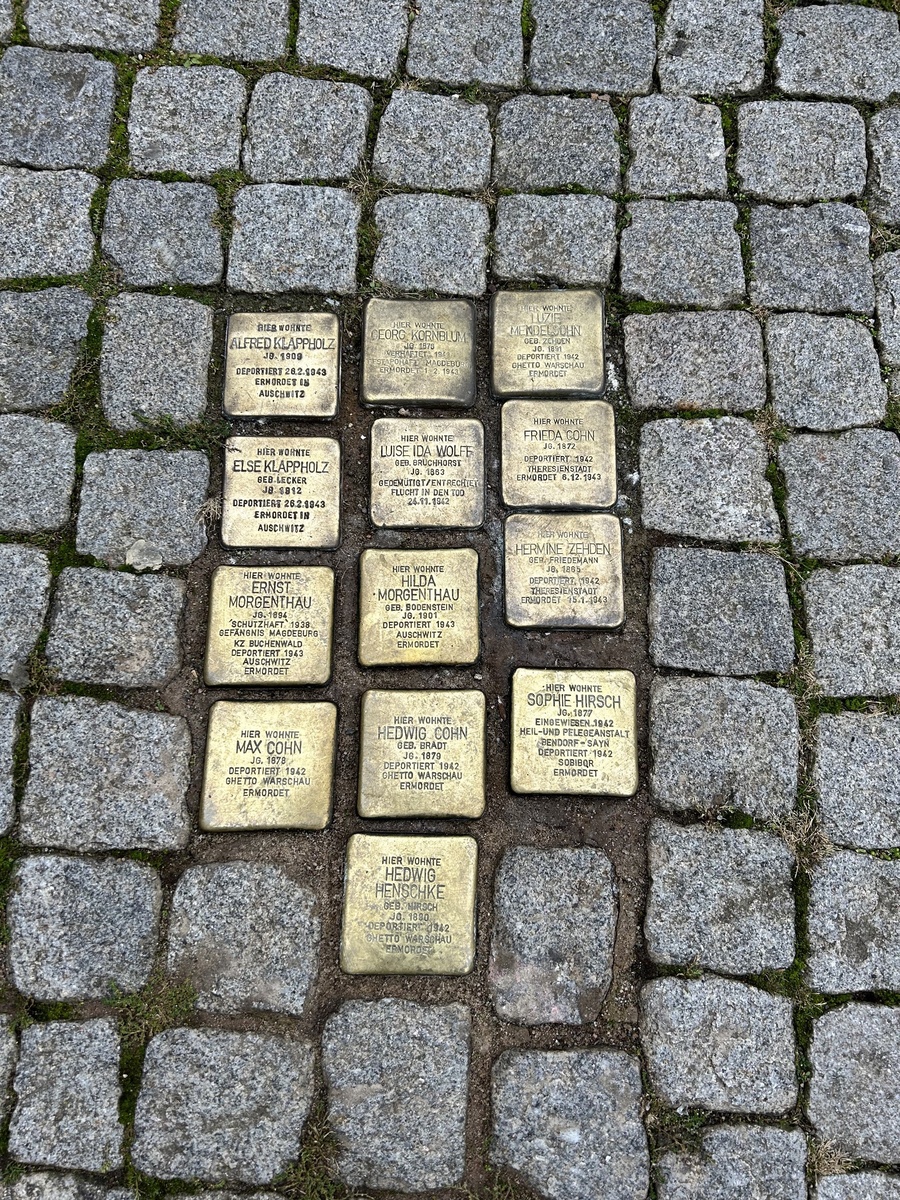 HIER WOHNTE
ALFRED KLAPPHOLZ
JG. 1909
DEPORTIERT 26.2.1943
ERMORDET IN
AUSCHWITZ
HIER WOHNTE
GEORG KORNBLUM
JG. 1875
VERHAFTET
MAGDEBURG
ERMORDET
HIER WOHNTE
LUZIE
MENDELSOHN
GEB. ZEHDEN
JG. 1891
DEPORTIERT 1942
GHETTO WARSCHAU
ERMORDET
HIER WOHNTE
ELSE KLAPPHOLZ
GEB. LECKER
JG 1912
DEPORTIERT 26.2.1943
ERMORDET IN
AUSCHWITZ
HIER WOHNTE
LUISE IDA WOLFF
GEB. BRUCHHORST
JG. 1863
GEDEMÜTIGT/ENTRECHTET
FLUCHT IN DEN TOD
24.11.1942
HIER WOHNTE
FRIEDA COHN
JG. 1872
DEPORTIERT 1942
THERESIENSTADT
ERMORDET 6.12.1943
HIER WOHNTE
HERMINE ZEHDEN
GEB. FRIEDEMANN
JG. 1865
DEPORTIERT 1942
THERESIENSTADT
ERMORDET 15.1.1943
HIER WOHNTE
ERNST
MORGENTHAU
JG. 1894
'SCHUTZHAFT' 1938
GEFÄNGNIS MAGDEBURG
KZ BUCHENWALD
DEPORTIERT 1943
AUSCHWITZ
ERMORDET
HIER WOHNTE
HILDA
MORGENTHAU
GEB. BODENSTEIN
JG. 1901
DEPORTIERT 1943
AUSCHWITZ
ERMORDET
HIER WOHNTE
SOPHIE HIRSCH
JG. 1877
EINGEWIESEN 1942
HEIL-UND PFLEGEANSTALT
BENDORF-SAYN
DEPORTIERT 1942
SOBIBOR
ERMORDET
HIER WOHNTE
MAX COHN
JG. 1878
DEPORTIERT 1942
GHETTO WARSCHAU
ERMORDET
HIER WOHNTE
HEDWIG COHN
GEB. BRADT
JG. 1879
DEPORTIERT 1942
GHETTO WARSCHAU
ERMORDET
HIER WOHNTE
HEDWIG
HENSCHKE
GEB. HIRSCH
JG. 1880
DEPORTIERT 1942
GHETTO WARSCHAU
ERMORDET